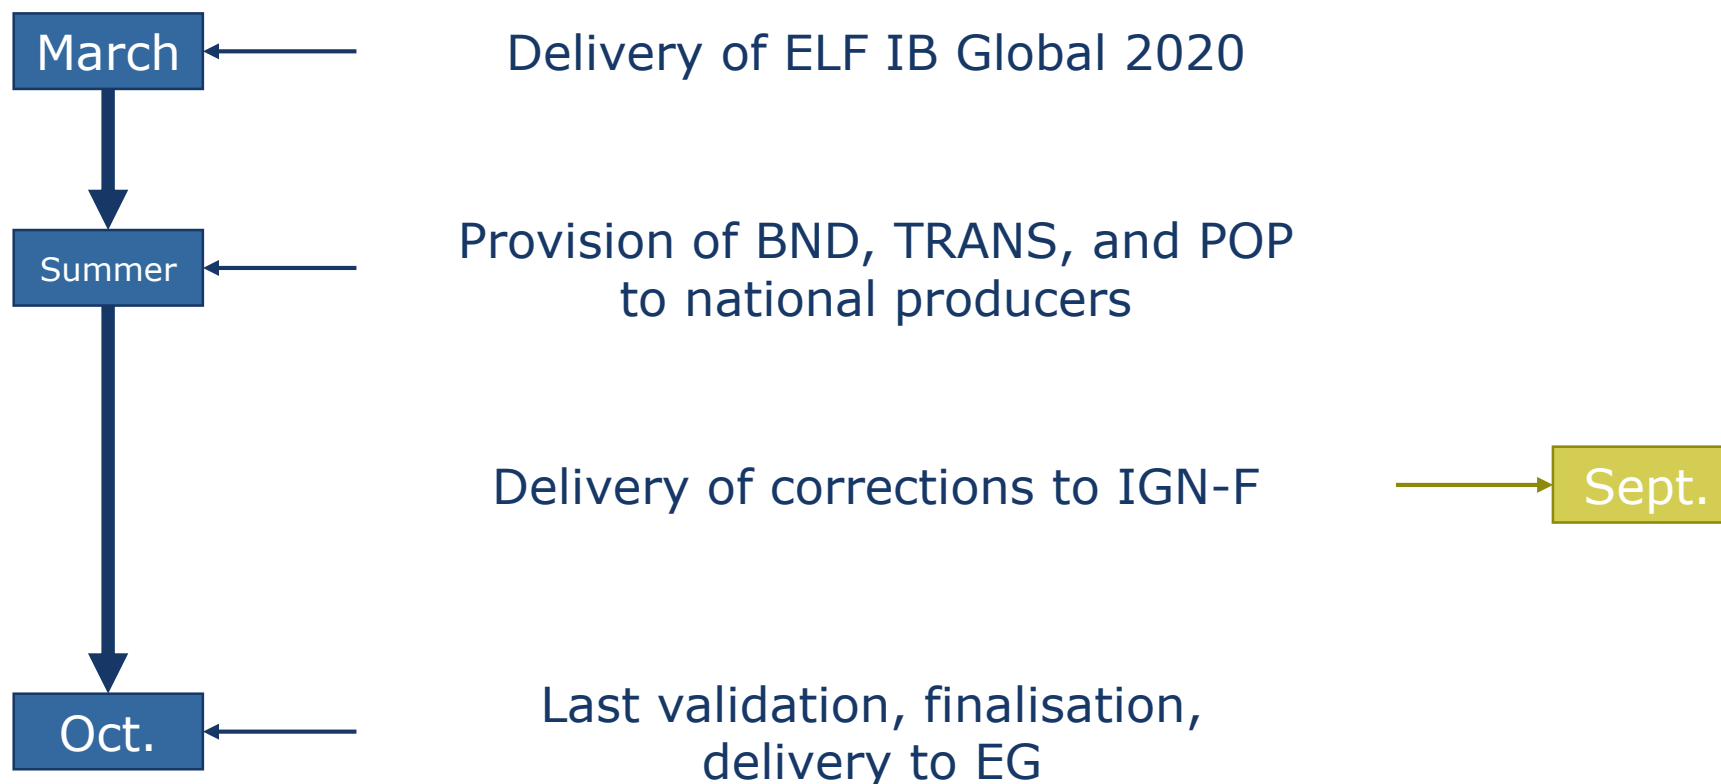 March
Delivery of ELF IB Global 2020
Summer
Provision of BND, TRANS, and POP
to national producers
Delivery of corrections to IGN-F
Sept.
Oct.
Last validation, finalisation,
delivery to EG